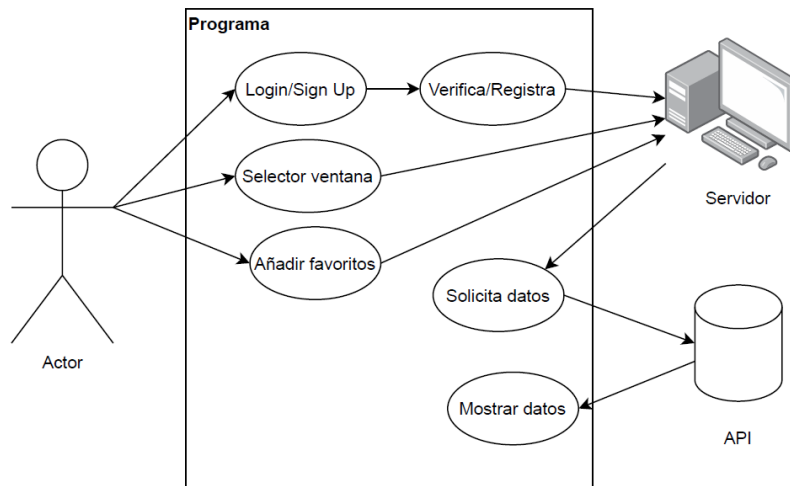 Programa
Login/Sign Up
Verifica/Registra
Selector ventana
Servidor
Añadir favoritos
Solicita datos
Actor
Mostrar datos
API